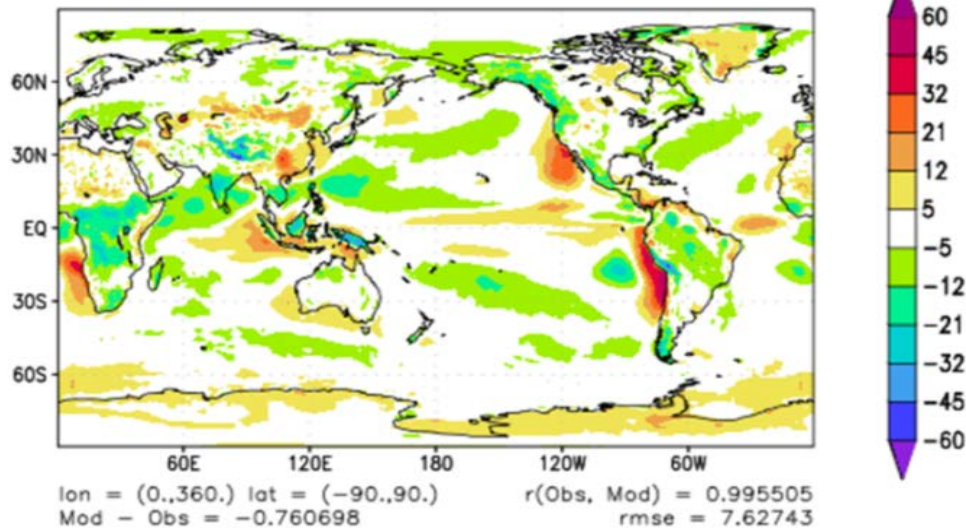 60
45
32
21
12
5
-5
-12
-21
-32
-45
-60
60N
30N
EQ
30S
60S
60E 120E 180 120W 60W
lon = (0.,360.) lat = (-90.,90.) r(Obs, Mod) = 0.995505
Mod - Obs = -0.760698 rmse = 7.62743